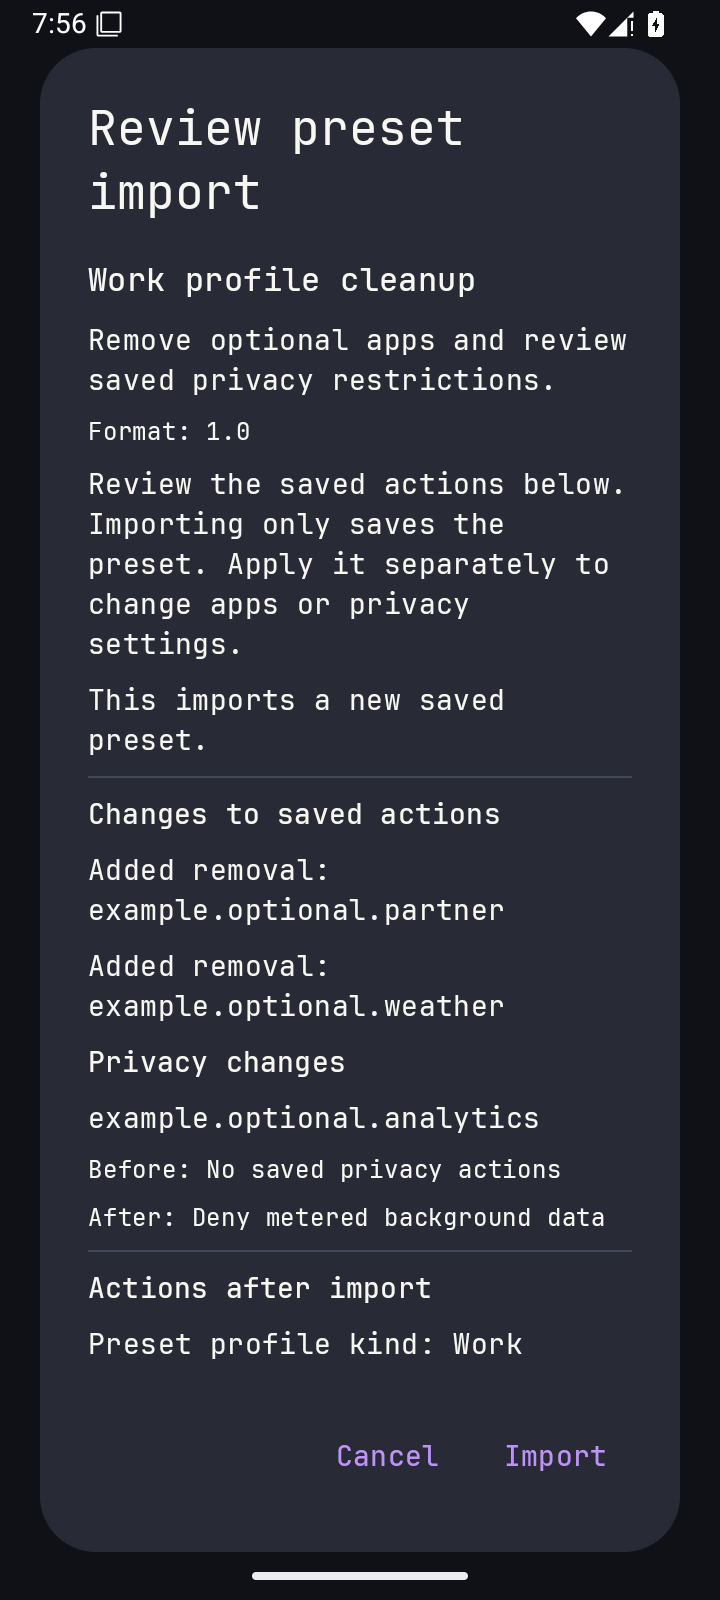 7:56
Review preset
import
Work profile cleanup
Remove optional apps and review
saved privacy restrictions.
Format: 1.0
Review the saved actions below.
Importing only saves the
preset. Apply it separately to
change apps or privacy
settings.
This imports a new saved
preset.
Changes to saved actions
Added removal:
example.optional.partner
Added removal:
example.optional.weather
Privacy changes
example.optional.analytics
Before: No saved privacy actions
After: Deny metered background data
Actions after import
Preset profile kind: Work
Cancel Import